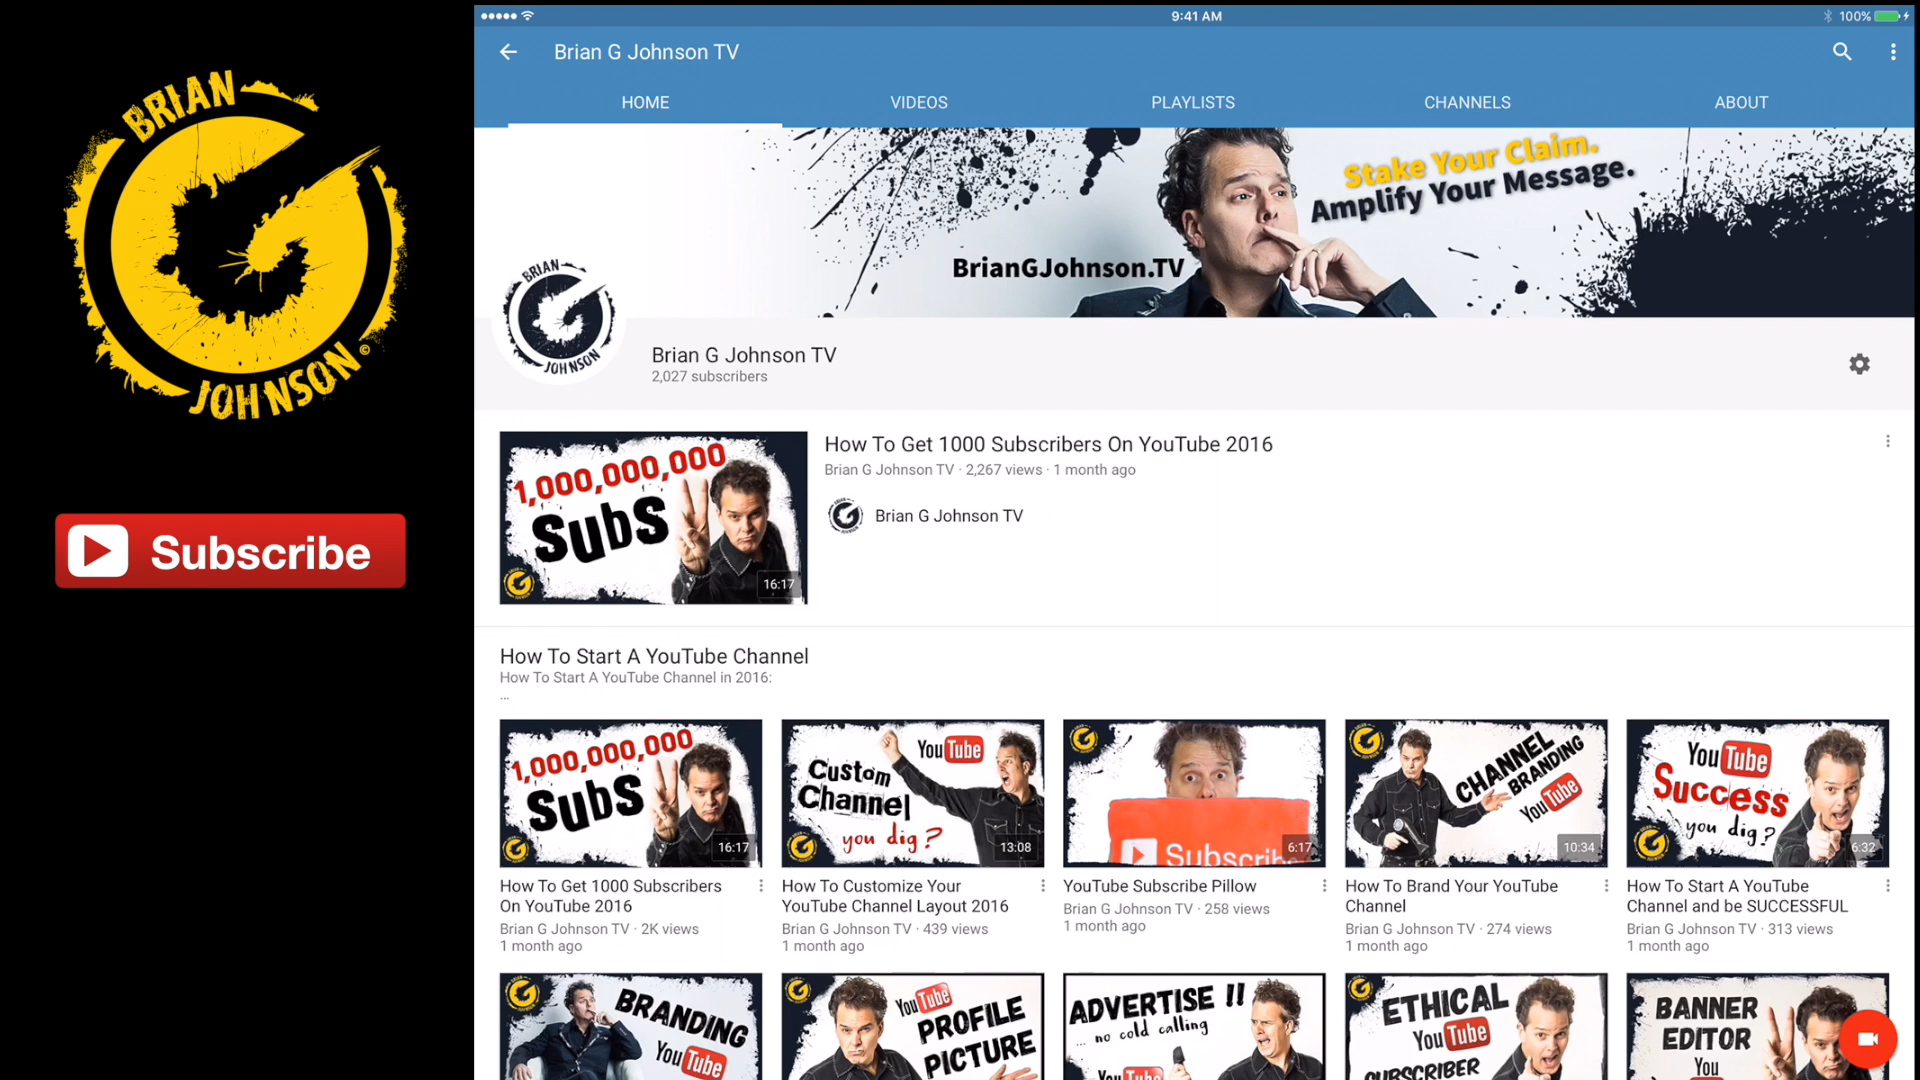 BRIAN
JOHNSON
©
Subscribe
9:41 AM
100%
Brian G Johnson TV
HOME
VIDEOS
PLAYLISTS
CHANNELS
ABOUT
Stake Your Claim.
Amplify Your Message.
BrianGJohnson.TV
BRIAN
JOHNSON
Brian G Johnson TV
2,027 subscribers
1,000,000,000
Subs
16:17
How To Get 1000 Subscribers On YouTube 2016
Brian G Johnson TV · 2,267 views · 1 month ago
Brian G Johnson TV
How To Start A YouTube Channel
How To Start A YouTube Channel in 2016:
...
1,000,000,000
Subs
16:17
How To Get 1000 Subscribers
On YouTube 2016
Brian G Johnson TV · 2K views
1 month ago
YouTube
Custom
Channel
you dig?
13:08
How To Customize Your
YouTube Channel Layout 2016
Brian G Johnson TV · 439 views
1 month ago
Subscribe
6:17
YouTube Subscribe Pillow
Brian G Johnson TV · 258 views
1 month ago
CHANNEL
BRANDING
YouTube
10:34
How To Brand Your YouTube
Channel
Brian G Johnson TV · 274 views
1 month ago
YouTube
Success
you dig?
6:32
How To Start A YouTube
Channel and be SUCCESSFUL
Brian G Johnson TV · 313 views
1 month ago
BRANDING
YouTube
YouTube
PROFILE
PICTURE
ADVERTISE !!
... no cold calling
YouTube
ETHICAL
YouTube
SUBSCRIBER
BANNER
EDITOR
You